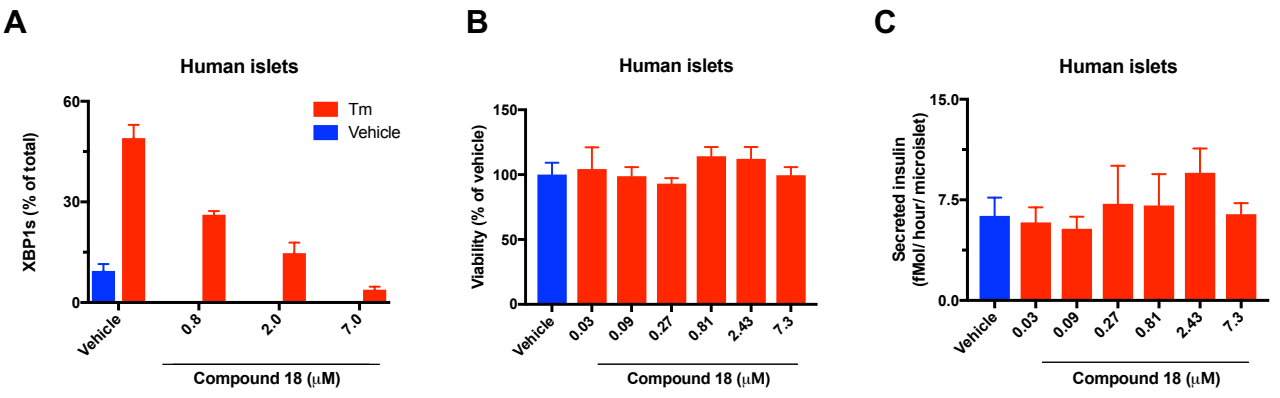 A
Human islets
XBP1s (% of total)
60
30
0
Tm
Vehicle
Vehicle
0.8
2.0
7.0
Compound 18 (μM)
B
Human islets
Viability (% of vehicle)
150
100
50
0
Vehicle
0.03
0.09
0.27
0.81
2.43
7.3
Compound 18 (μM)
C
Human islets
Secreted insulin
(fMol/ hour/ microislet)
15.0
7.5
0.0
Vehicle
0.03
0.09
0.27
0.81
2.43
7.3
Compound 18 (μM)